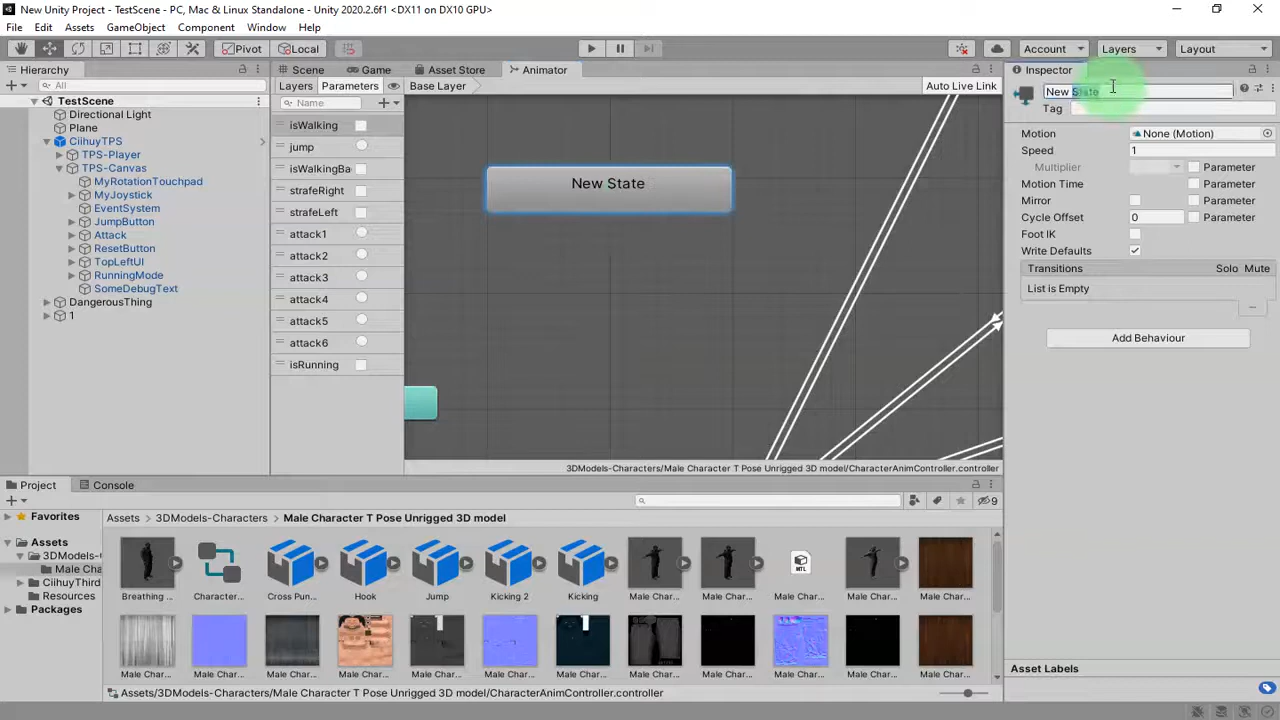 New Unity Project - TestScene - PC, Mac & Linux Standalone - Unity 2020.2.6f1 <DX11 on DX10 GPU>
File Edit Assets GameObject Component Window Help
Pivot Local Account Layers Layout
Hierarchy
All
TestScene
Directional Light
Plane
CiihuyTPS
TPS-Player
TPS-Canvas
MyRotationTouchpad
MyJoystick
EventSystem
JumpButton
Attack
ResetButton
TopLeftUI
RunningMode
SomeDebugText
DangerousThing
1
Scene Game Asset Store Animator
Layers Parameters Base Layer Auto Live Link
Name
isWalking
jump
isWalkingBa
strafeRight
strafeLeft
attack1
attack2
attack3
attack4
attack5
attack6
isRunning
New State
3DModels-Characters/Male Character T Pose Unrigged 3D model/CharacterAnimController.controller
Inspector
New State
Tag
Motion None (Motion)
Speed 1
Multiplier Parameter
Motion Time Parameter
Mirror Parameter
Cycle Offset 0 Parameter
Foot IK
Write Defaults
Transitions Solo Mute
List is Empty
Add Behaviour
Asset Labels
Project Console
9
Favorites
Assets
3DModels-
Male Cha
CiihuyThird
Resources
Packages
Assets > 3DModels-Characters > Male Character T Pose Unrigged 3D model
Breathing ... Character... Cross Pun... Hook Jump Kicking 2 Kicking Male Char... Male Char... Male Char... Male Char... Male Char...
MTL
Male Char... Male Char... Male Char... Male Char... Male Char... Male Char... Male Char... Male Char... Male Char... Male Char... Male Char... Male Char...
Assets/3DModels-Characters/Male Character T Pose Unrigged 3D model/CharacterAnimController.controller